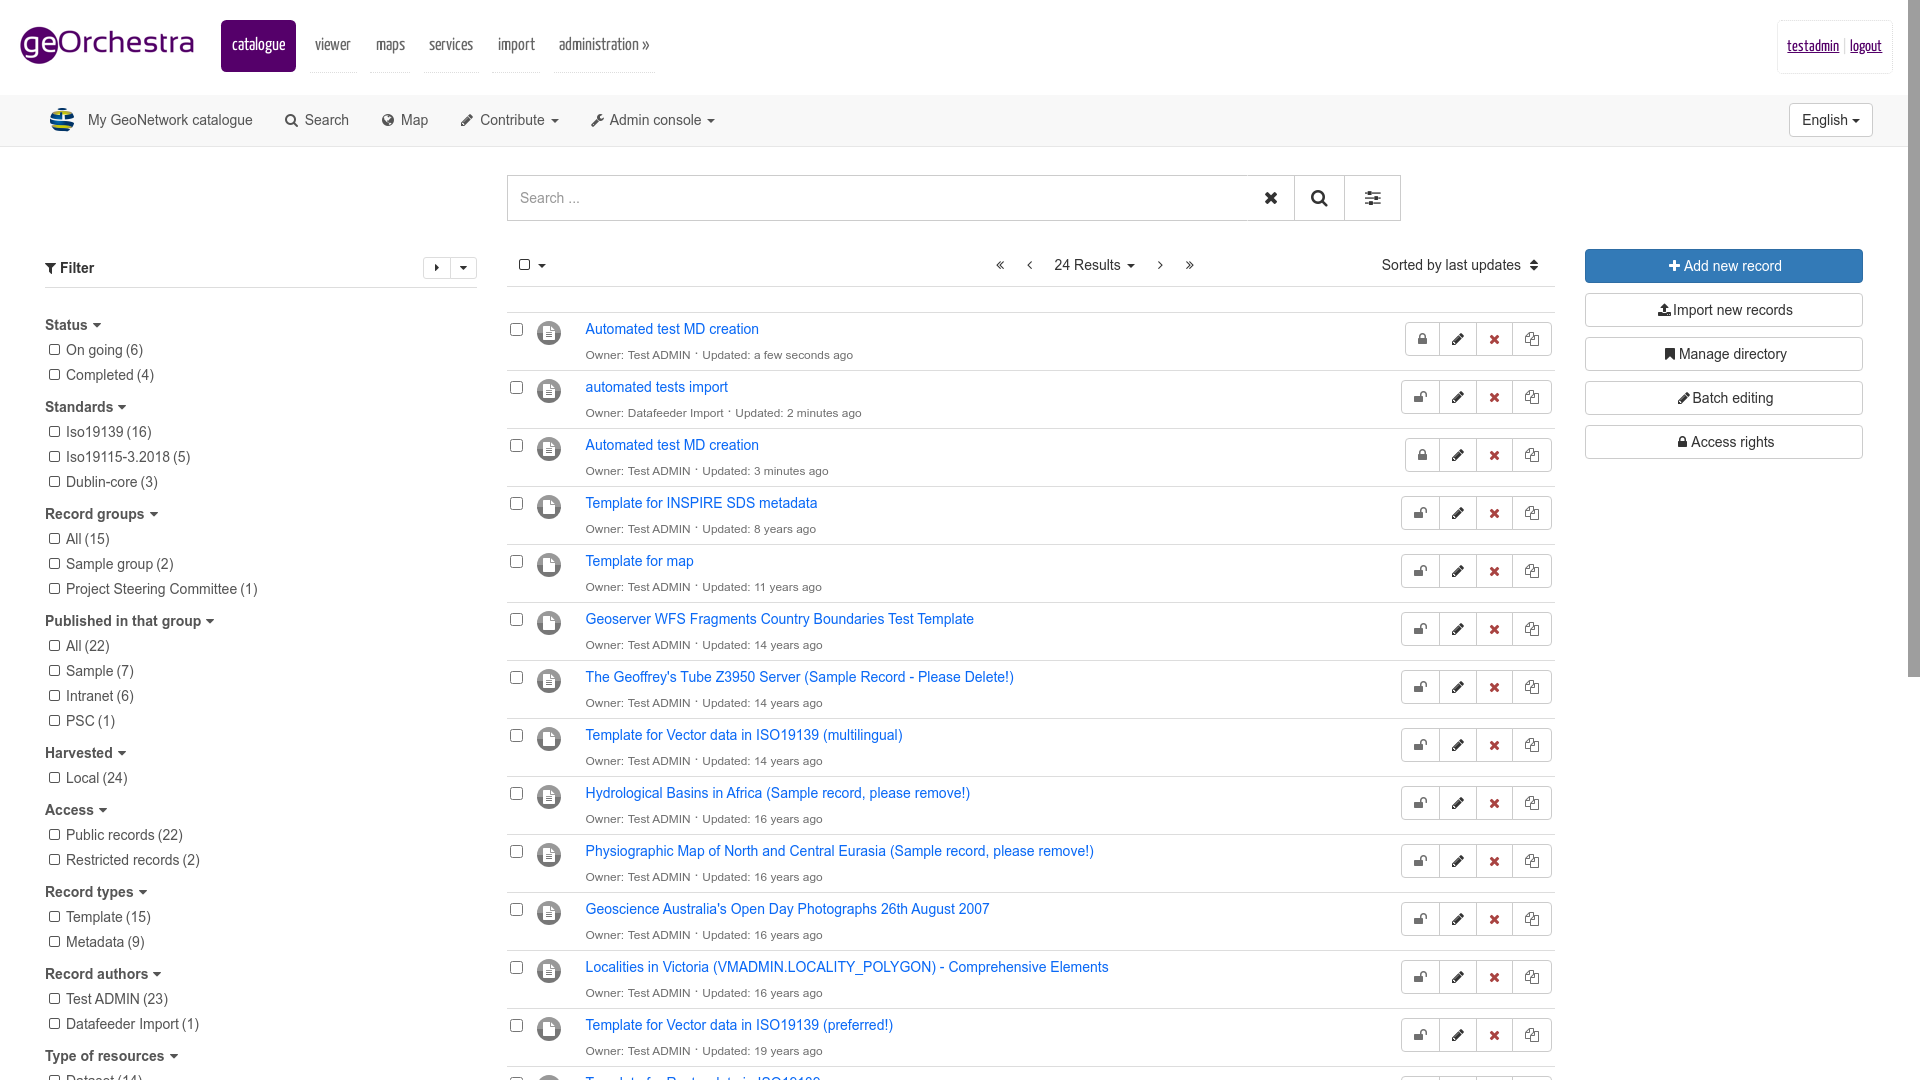 geOrchestra
catalogue
viewer
maps
services
import
administration »
testadmin
logout
My GeoNetwork catalogue
Search
Map
Contribute
Admin console
English
Search ...
Filter
24 Results
Sorted by last updates
Add new record
Import new records
Manage directory
Batch editing
Access rights
Status
On going (6)
Completed (4)
Standards
Iso19139 (16)
Iso19115-3.2018 (5)
Dublin-core (3)
Record groups
All (15)
Sample group (2)
Project Steering Committee (1)
Published in that group
All (22)
Sample (7)
Intranet (6)
PSC (1)
Harvested
Local (24)
Access
Public records (22)
Restricted records (2)
Record types
Template (15)
Metadata (9)
Record authors
Test ADMIN (23)
Datafeeder Import (1)
Type of resources
Dataset (14)
Automated test MD creation
Owner: Test ADMIN · Updated: a few seconds ago
automated tests import
Owner: Datafeeder Import · Updated: 2 minutes ago
Automated test MD creation
Owner: Test ADMIN · Updated: 3 minutes ago
Template for INSPIRE SDS metadata
Owner: Test ADMIN · Updated: 8 years ago
Template for map
Owner: Test ADMIN · Updated: 11 years ago
Geoserver WFS Fragments Country Boundaries Test Template
Owner: Test ADMIN · Updated: 14 years ago
The Geoffrey's Tube Z3950 Server (Sample Record - Please Delete!)
Owner: Test ADMIN · Updated: 14 years ago
Template for Vector data in ISO19139 (multilingual)
Owner: Test ADMIN · Updated: 14 years ago
Hydrological Basins in Africa (Sample record, please remove!)
Owner: Test ADMIN · Updated: 16 years ago
Physiographic Map of North and Central Eurasia (Sample record, please remove!)
Owner: Test ADMIN · Updated: 16 years ago
Geoscience Australia's Open Day Photographs 26th August 2007
Owner: Test ADMIN · Updated: 16 years ago
Localities in Victoria (VMADMIN.LOCALITY_POLYGON) - Comprehensive Elements
Owner: Test ADMIN · Updated: 16 years ago
Template for Vector data in ISO19139 (preferred!)
Owner: Test ADMIN · Updated: 19 years ago